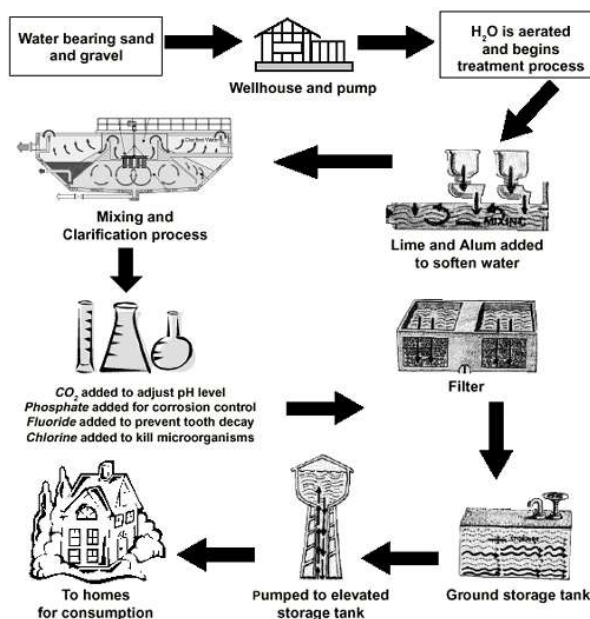 Water bearing sand
and gravel
Wellhouse and pump
H₂O is aerated
and begins
treatment process
Mixing and
Clarification process
MIXING
Lime and Alum added
to soften water
CO₂ added to adjust pH level
Phosphate added for corrosion control
Fluoride added to prevent tooth decay
Chlorine added to kill microorganisms
Filter
Ground storage tank
Pumped to elevated
storage tank
To homes
for consumption